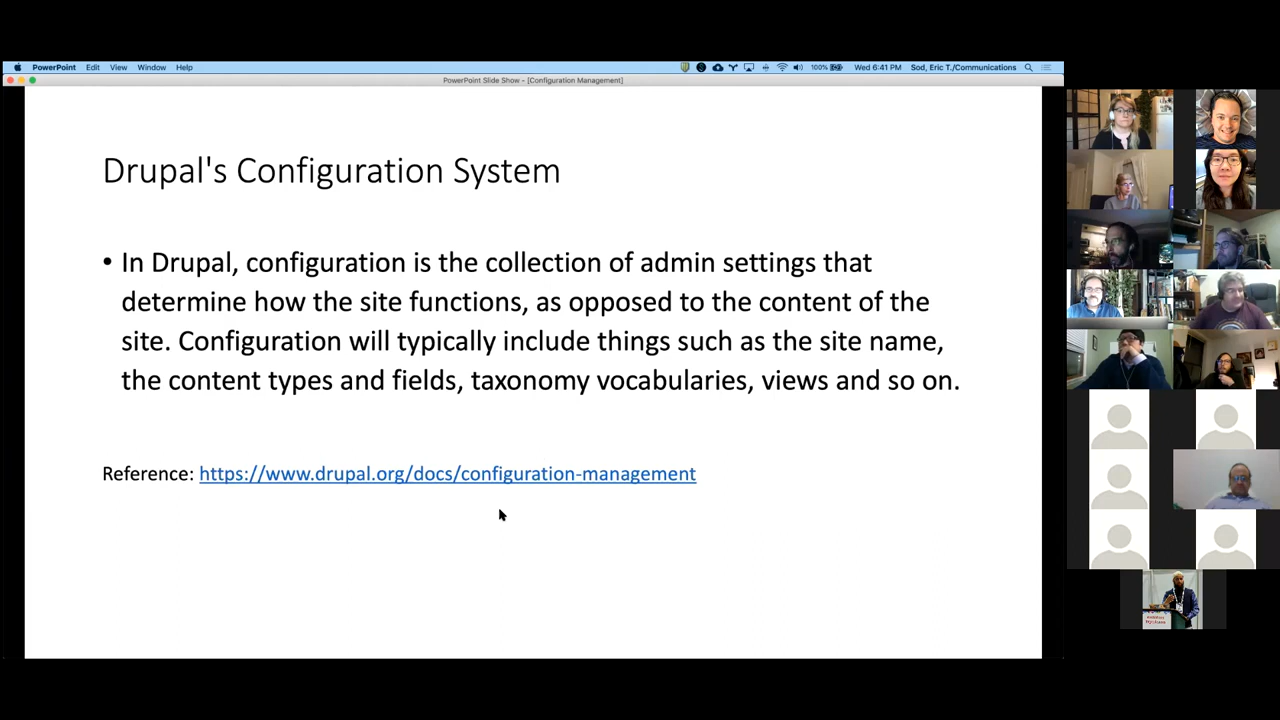 PowerPoint Edit View Window Help 100% Wed 6:41 PM Sod, Eric T./Communications
PowerPoint Slide Show - [Configuration Management]
Drupal's Configuration System
• In Drupal, configuration is the collection of admin settings that
determine how the site functions, as opposed to the content of the
site. Configuration will typically include things such as the site name,
the content types and fields, taxonomy vocabularies, views and so on.
Reference: https://www.drupal.org/docs/configuration-management